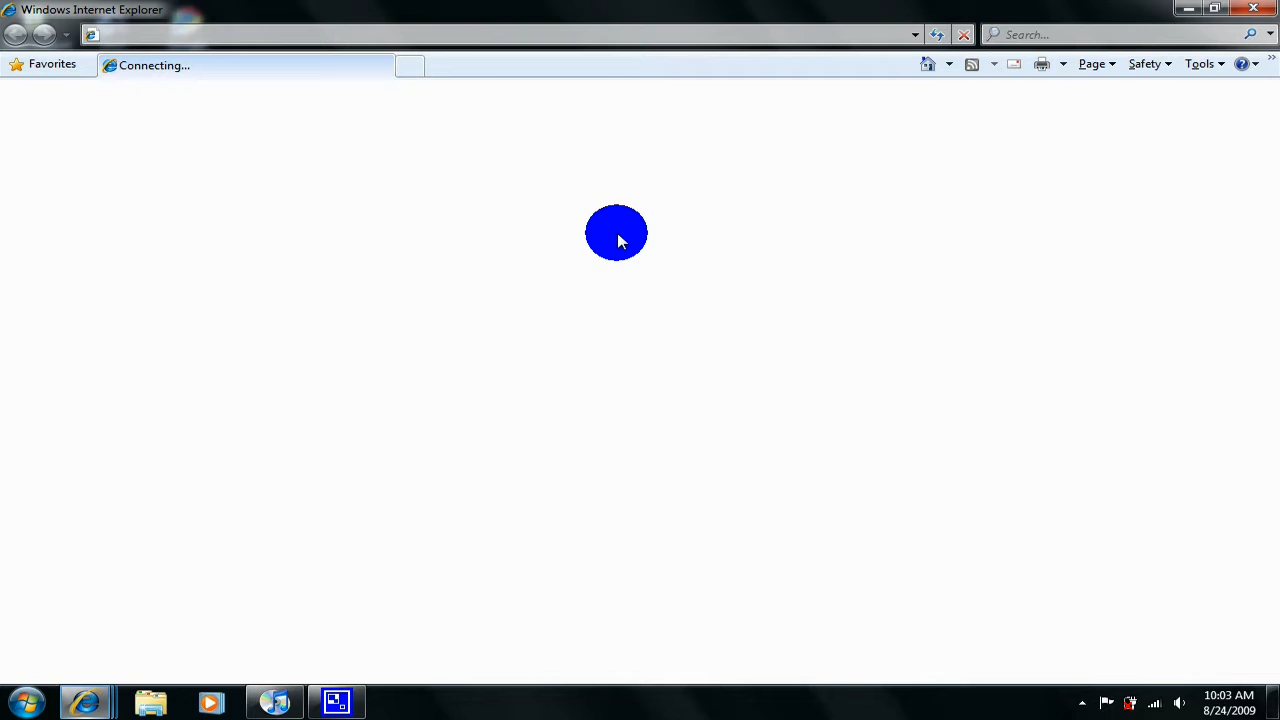 Windows Internet Explorer
Search...
Favorites
Connecting...
Page
Safety
Tools
10:03 AM
8/24/2009